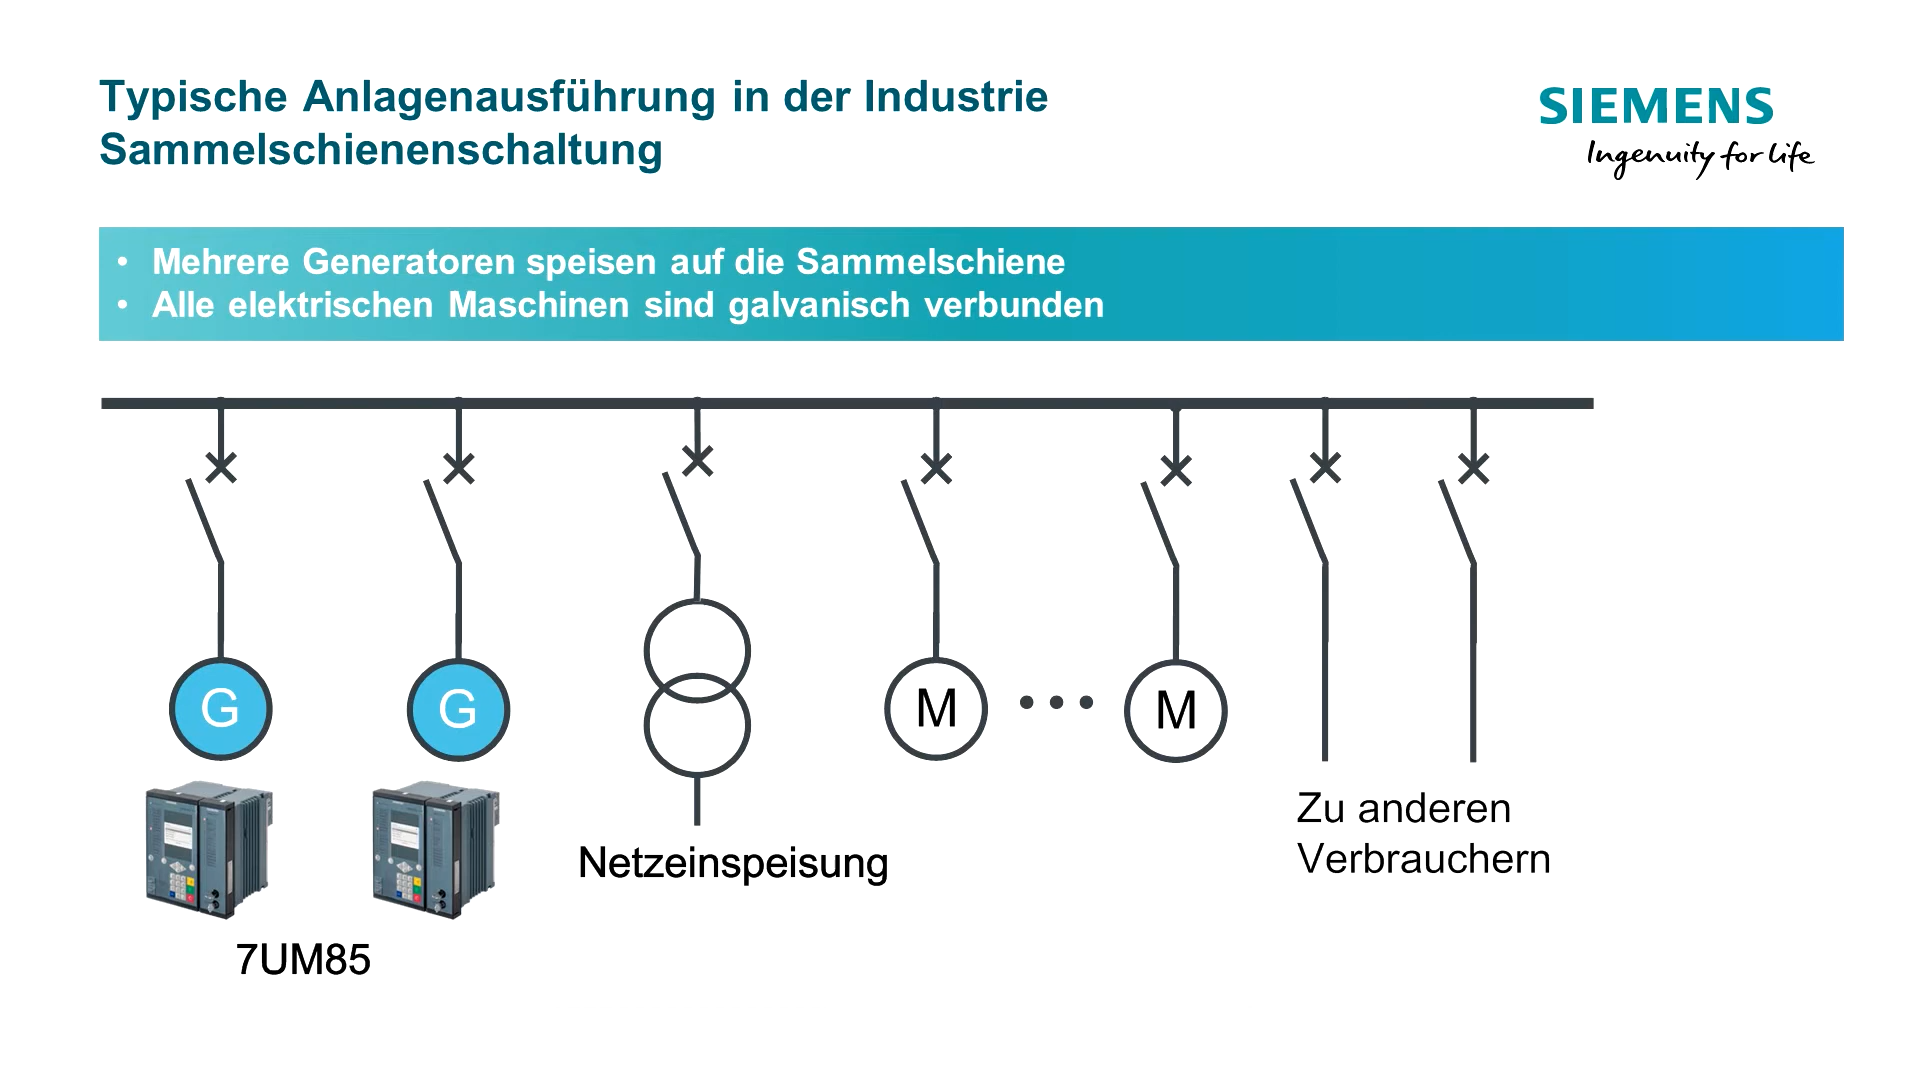 Typische Anlagenausführung in der Industrie
Sammelschienenschaltung
SIEMENS
Ingenuity for life
• Mehrere Generatoren speisen auf die Sammelschiene
• Alle elektrischen Maschinen sind galvanisch verbunden
G
G
M
• • •
M
Netzeinspeisung
Zu anderen
Verbrauchern
7UM85